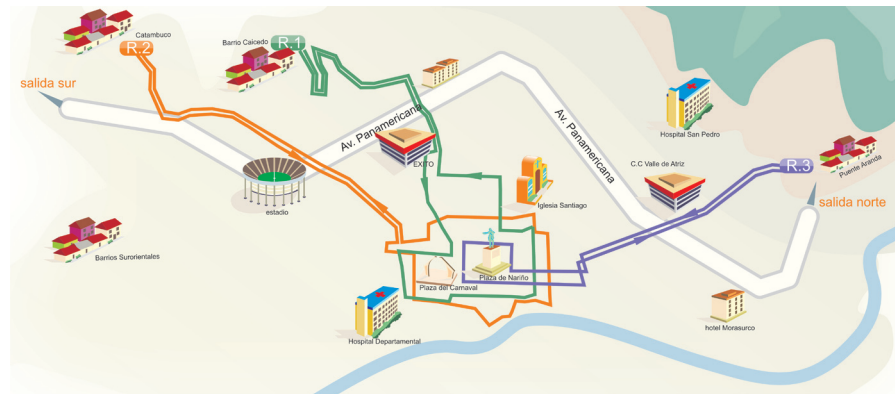 Catambuco
R.2
Barrio Caicedo
R.1
salida sur
Av. Panamericana
Av. Panamericana
EXITO
Hospital San Pedro
C.C Valle de Atriz
R.3
Puente Aranda
salida norte
Iglesia Santiago
estadio
Barrios Surorientales
Plaza de Nariño
Plaza del Carnaval
Hospital Departamental
hotel Morasurco